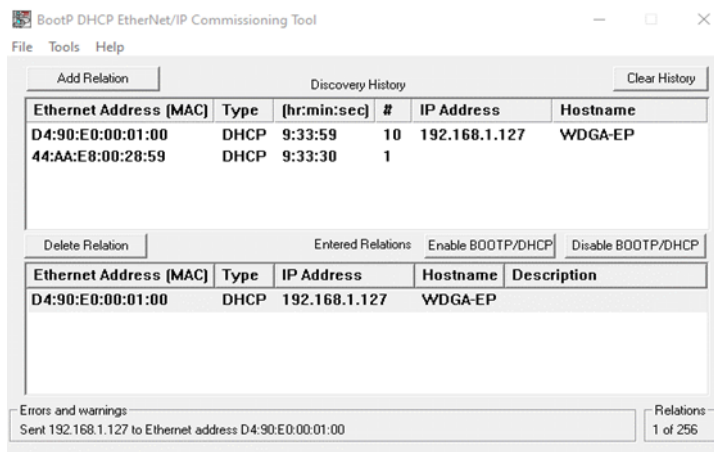 BootP DHCP EtherNet/IP Commissioning Tool
File Tools Help
Add Relation Discovery History Clear History
Ethernet Address (MAC) Type (hr:min:sec) # IP Address Hostname
D4:90:E0:00:01:00 DHCP 9:33:59 10 192.168.1.127 WDGA-EP
44:AA:E8:00:28:59 DHCP 9:33:30 1
Delete Relation Entered Relations Enable BOOTP/DHCP Disable BOOTP/DHCP
Ethernet Address (MAC) Type IP Address Hostname Description
D4:90:E0:00:01:00 DHCP 192.168.1.127 WDGA-EP
Errors and warnings Relations
Sent 192.168.1.127 to Ethernet address D4:90:E0:00:01:00 1 of 256